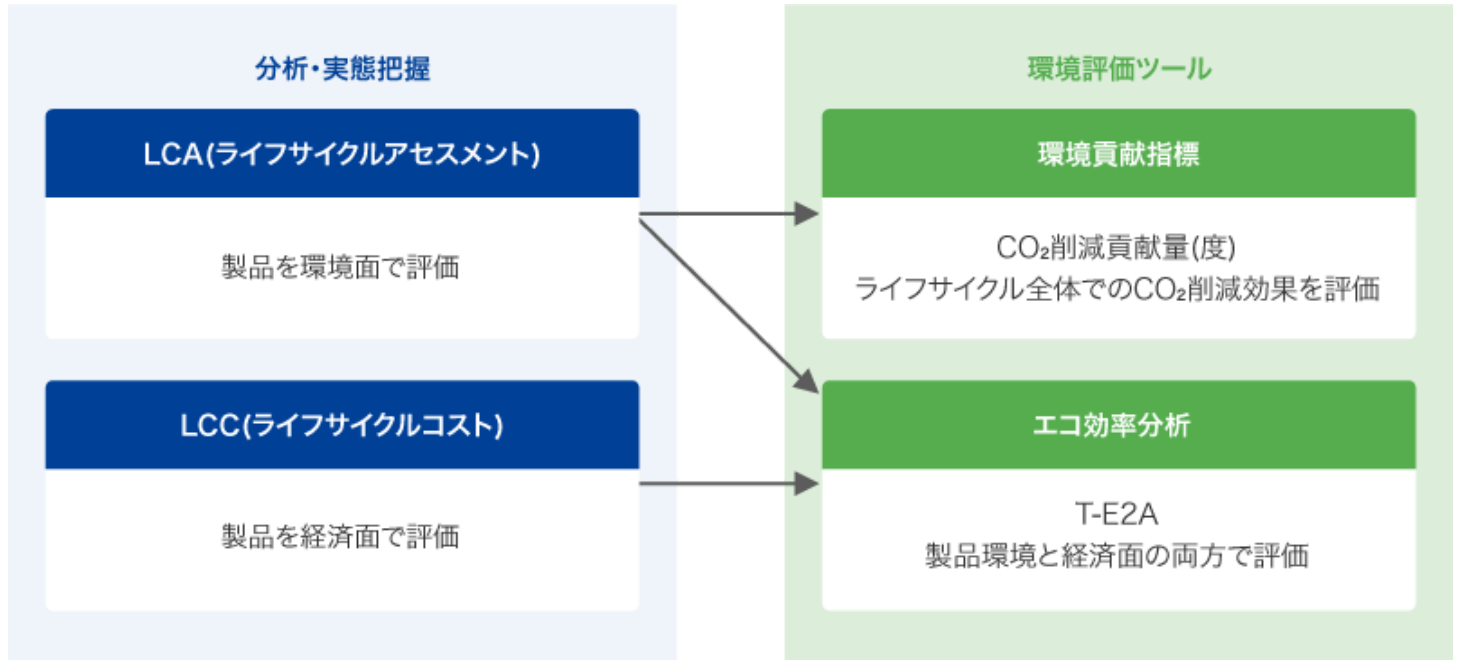 分析・実態把握
LCA(ライフサイクルアセスメント)
製品を環境面で評価
LCC(ライフサイクルコスト)
製品を経済面で評価
環境評価ツール
環境貢献指標
CO₂削減貢献量(度)
ライフサイクル全体でのCO₂削減効果を評価
エコ効率分析
T-E2A
製品環境と経済面の両方で評価